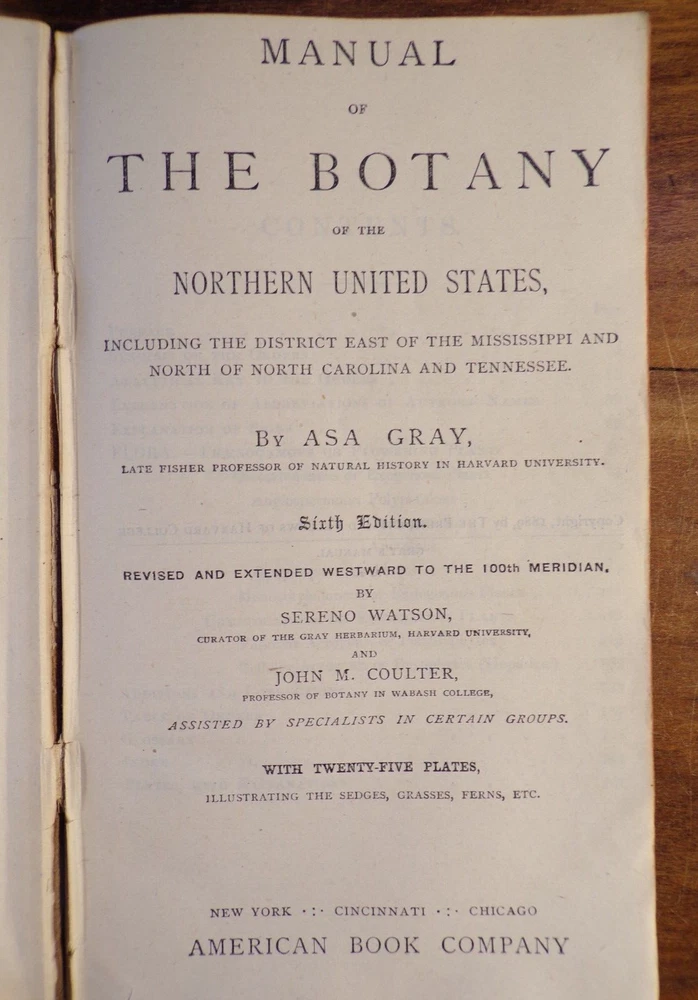 MANUAL
OF
THE BOTANY
OF THE
NORTHERN UNITED STATES,
INCLUDING THE DISTRICT EAST OF THE MISSISSIPPI AND
NORTH OF NORTH CAROLINA AND TENNESSEE.
BY ASA GRAY,
LATE FISHER PROFESSOR OF NATURAL HISTORY IN HARVARD UNIVERSITY.
Sixth Edition.
REVISED AND EXTENDED WESTWARD TO THE 100th MERIDIAN,
BY
SERENO WATSON,
CURATOR OF THE GRAY HERBARIUM, HARVARD UNIVERSITY,
AND
JOHN M. COULTER,
PROFESSOR OF BOTANY IN WABASH COLLEGE,
ASSISTED BY SPECIALISTS IN CERTAIN GROUPS.
WITH TWENTY-FIVE PLATES,
ILLUSTRATING THE SEDGES, GRASSES, FERNS, ETC.
NEW YORK ·:· CINCINNATI ·:· CHICAGO
AMERICAN BOOK COMPANY